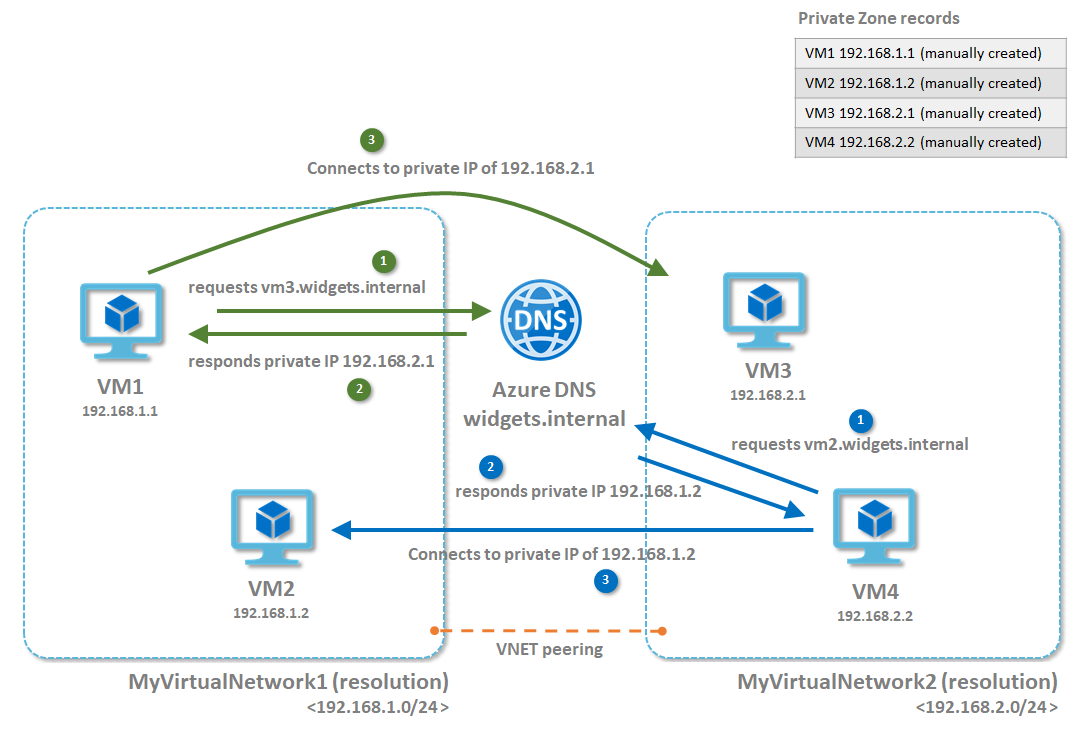 Private Zone records
VM1 192.168.1.1 (manually created)
VM2 192.168.1.2 (manually created)
VM3 192.168.2.1 (manually created)
VM4 192.168.2.2 (manually created)
3
Connects to private IP of 192.168.2.1
1
requests vm3.widgets.internal
responds private IP 192.168.2.1
2
VM1
192.168.1.1
DNS
Azure DNS
widgets.internal
VM3
192.168.2.1
1
requests vm2.widgets.internal
2
responds private IP 192.168.1.2
Connects to private IP of 192.168.1.2
3
VM2
192.168.1.2
VM4
192.168.2.2
VNET peering
MyVirtualNetwork1 (resolution)
<192.168.1.0/24>
MyVirtualNetwork2 (resolution)
<192.168.2.0/24>